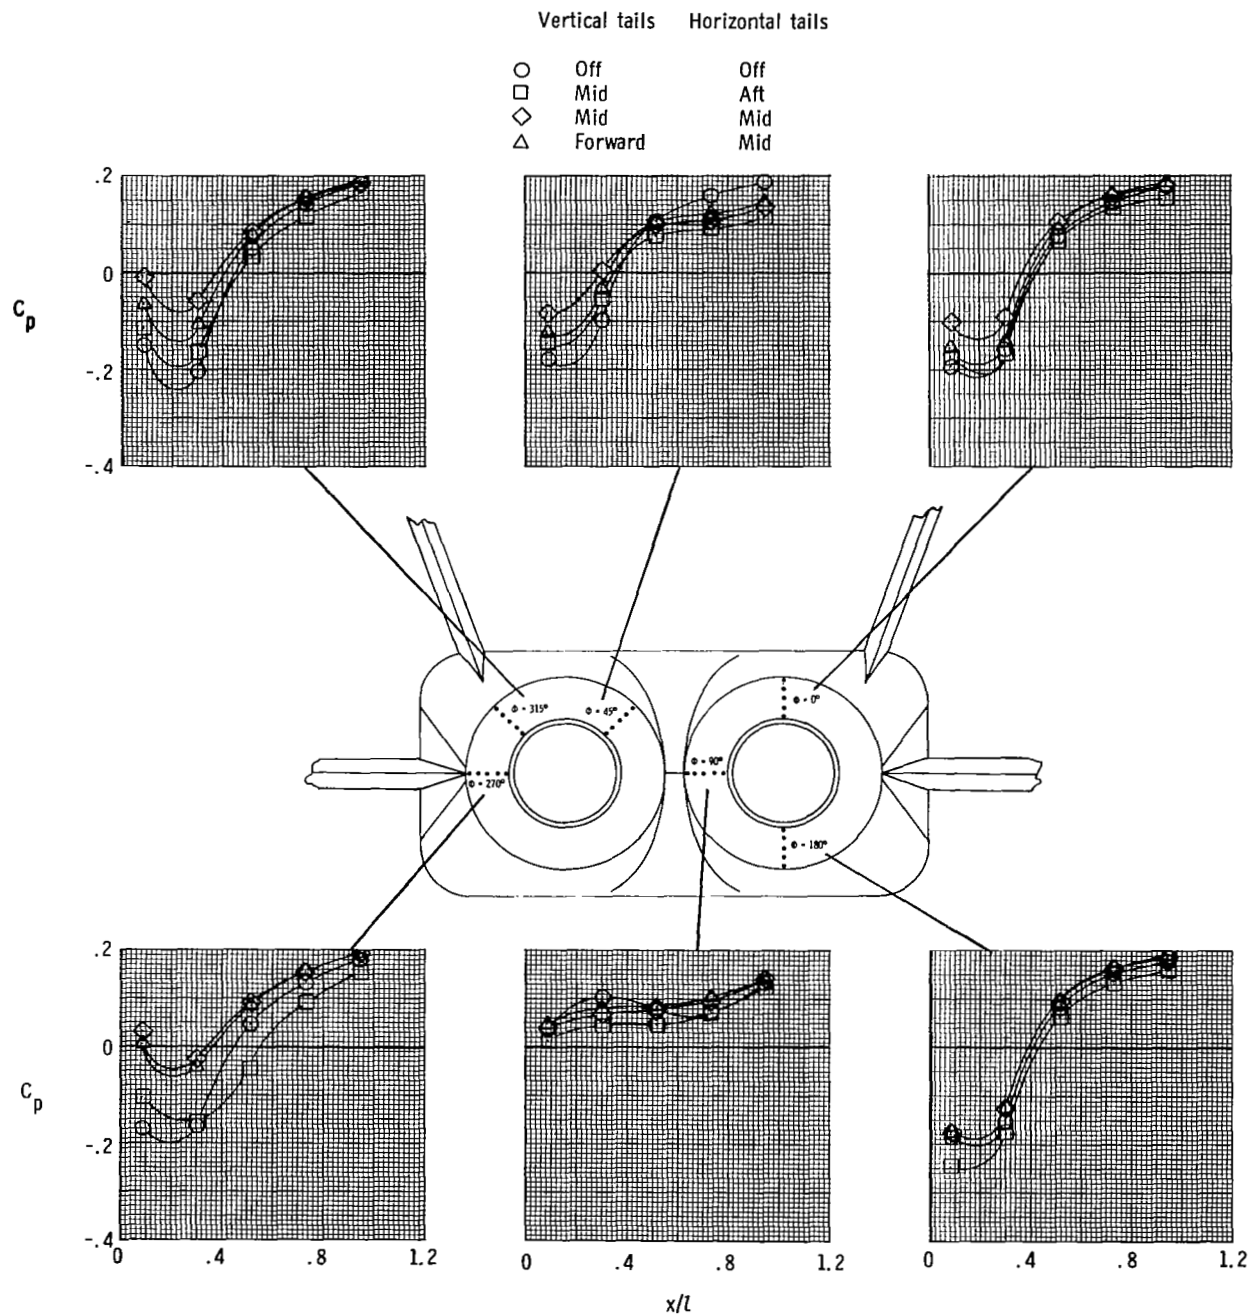 Vertical tails Horizontal tails
Off Off
Mid Aft
Mid Mid
Forward Mid
.2
0
-.2
-.4
Cp
Φ - 315°
Φ - 45°
Φ - 0°
Φ - 90°
Φ - 270°
Φ - 180°
.2
0
-.2
-.4
Cp
0 .4 .8 1.2
0 .4 .8 1.2
0 .4 .8 1.2
x/l